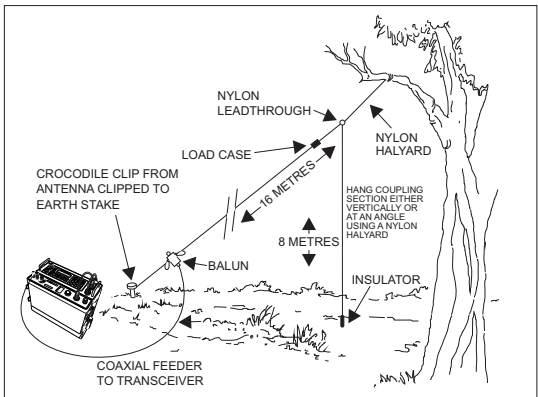 NYLON
LEADTHROUGH
NYLON
HALYARD
LOAD CASE
CROCODILE CLIP FROM
ANTENNA CLIPPED TO
EARTH STAKE
16 METRES
HANG COUPLING
SECTION EITHER
VERTICALLY OR
AT AN ANGLE
USING A NYLON
HALYARD
8 METRES
BALUN
INSULATOR
COAXIAL FEEDER
TO TRANSCEIVER